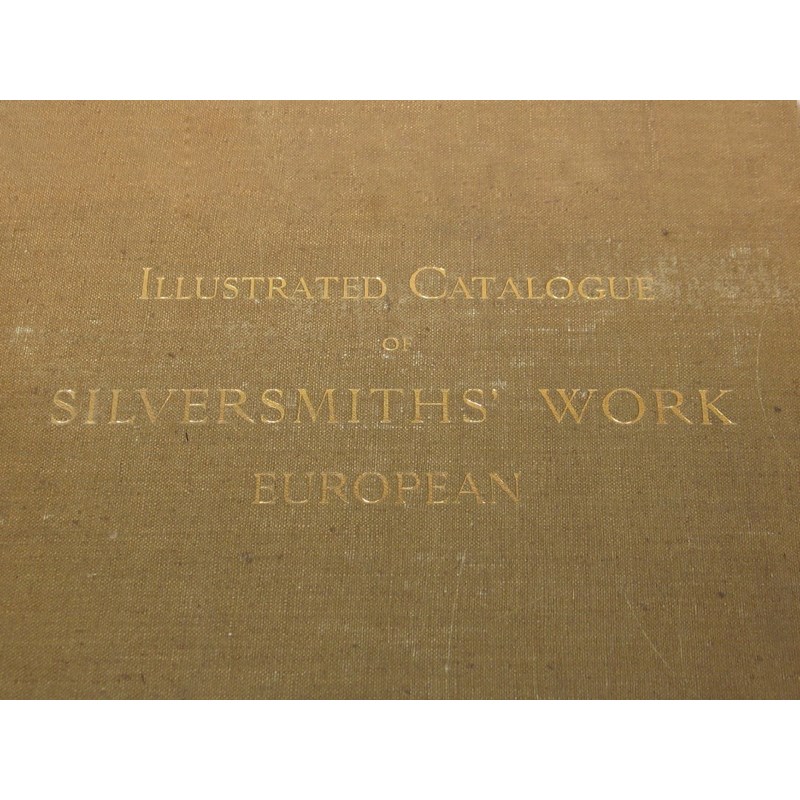 ILLUSTRATED CATALOGUE
OF
SILVERSMITHS' WORK
EUROPEAN